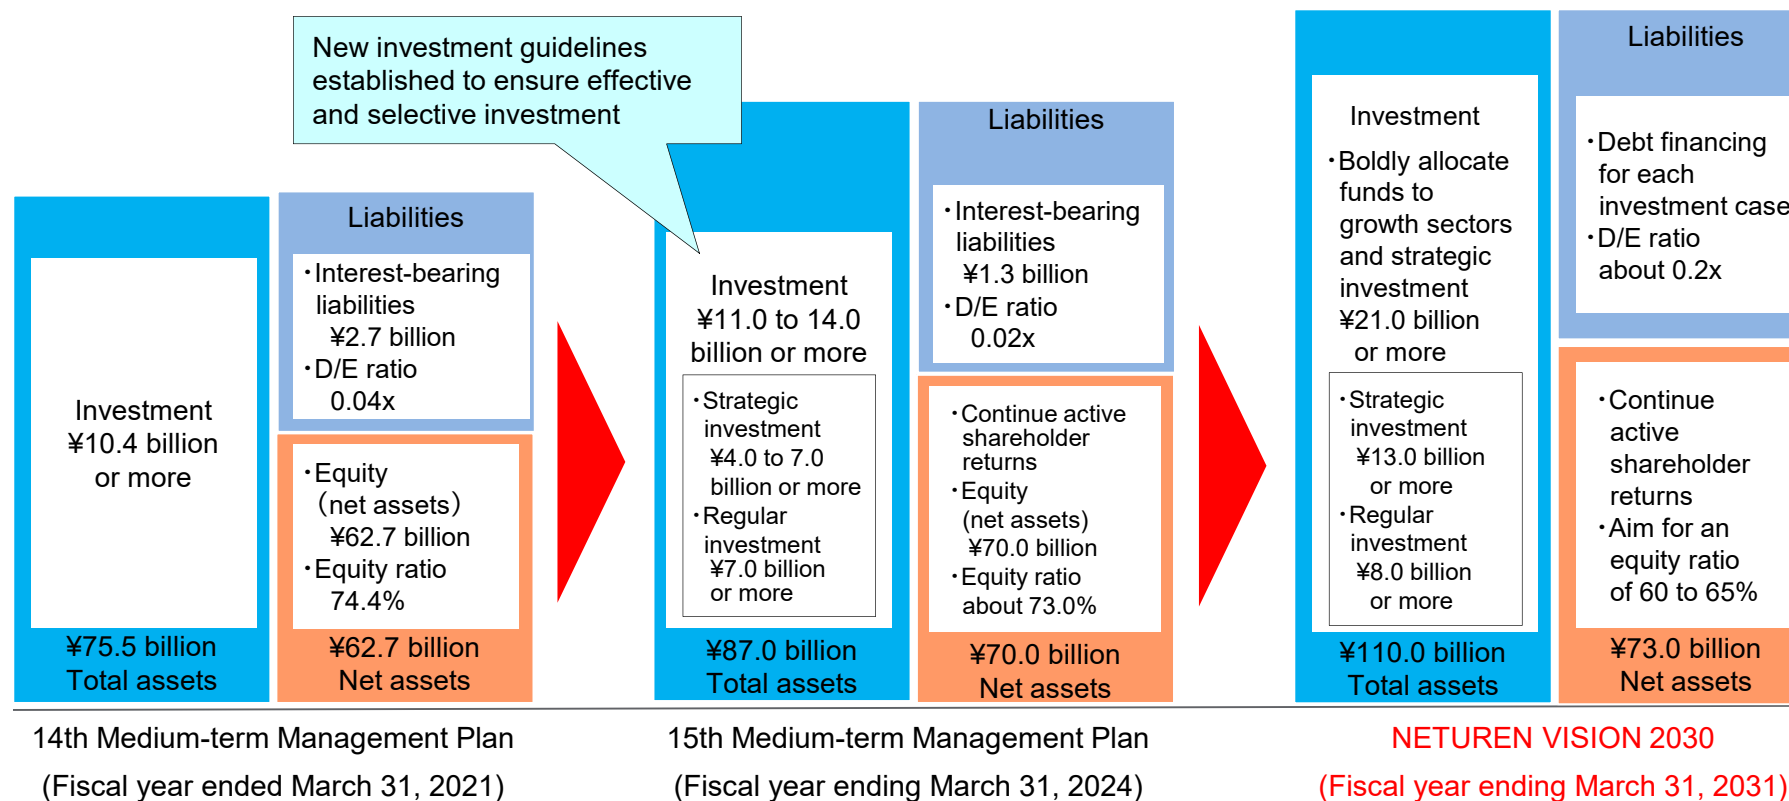 New investment guidelines
established to ensure effective
and selective investment
Investment
¥10.4 billion
or more
¥75.5 billion
Total assets
Liabilities
・Interest-bearing
liabilities
¥2.7 billion
・D/E ratio
0.04x
・Equity
（net assets）
¥62.7 billion
・Equity ratio
74.4%
¥62.7 billion
Net assets
14th Medium-term Management Plan
(Fiscal year ended March 31, 2021)
Investment
¥11.0 to 14.0
billion or more
・Strategic
investment
¥4.0 to 7.0
billion or more
・Regular
investment
¥7.0 billion
or more
¥87.0 billion
Total assets
Liabilities
・Interest-bearing
liabilities
¥1.3 billion
・D/E ratio
0.02x
・Continue active
shareholder
returns
・Equity
(net assets)
¥70.0 billion
・Equity ratio
about 73.0%
¥70.0 billion
Net assets
15th Medium-term Management Plan
(Fiscal year ending March 31, 2024)
Investment
・Boldly allocate
funds to
growth sectors
and strategic
investment
¥21.0 billion
or more
・Strategic
investment
¥13.0 billion
or more
・Regular
investment
¥8.0 billion
or more
¥110.0 billion
Total assets
Liabilities
・Debt financing
for each
investment case
・D/E ratio
about 0.2x
・Continue
active
shareholder
returns
・Aim for an
equity ratio
of 60 to 65%
¥73.0 billion
Net assets
NETUREN VISION 2030
(Fiscal year ending March 31, 2031)